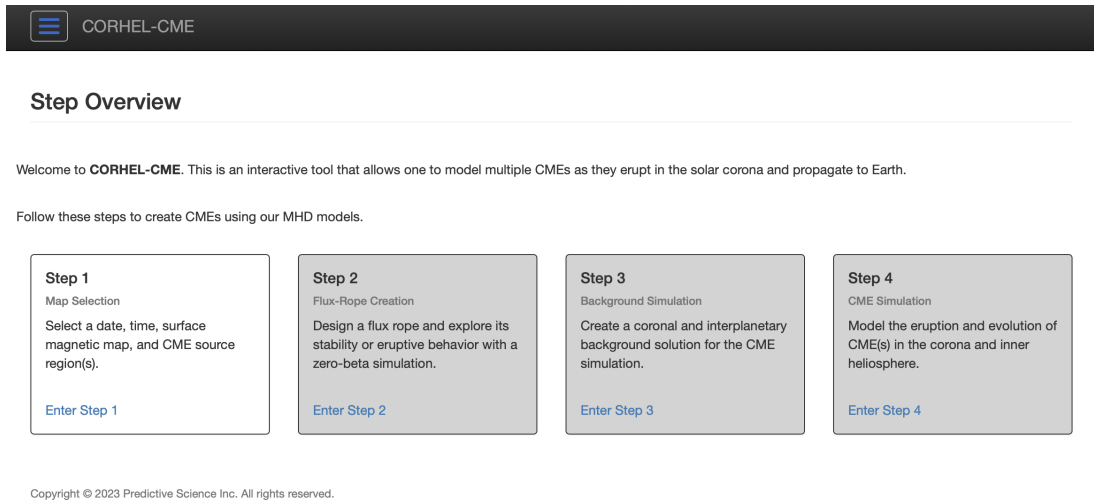 CORHEL-CME
Step Overview
Welcome to CORHEL-CME. This is an interactive tool that allows one to model multiple CMEs as they erupt in the solar corona and propagate to Earth.
Follow these steps to create CMEs using our MHD models.
Step 1
Map Selection
Select a date, time, surface
magnetic map, and CME source
region(s).
Enter Step 1
Step 2
Flux-Rope Creation
Design a flux rope and explore its
stability or eruptive behavior with a
zero-beta simulation.
Enter Step 2
Step 3
Background Simulation
Create a coronal and interplanetary
background solution for the CME
simulation.
Enter Step 3
Step 4
CME Simulation
Model the eruption and evolution of
CME(s) in the corona and inner
heliosphere.
Enter Step 4
Copyright © 2023 Predictive Science Inc. All rights reserved.